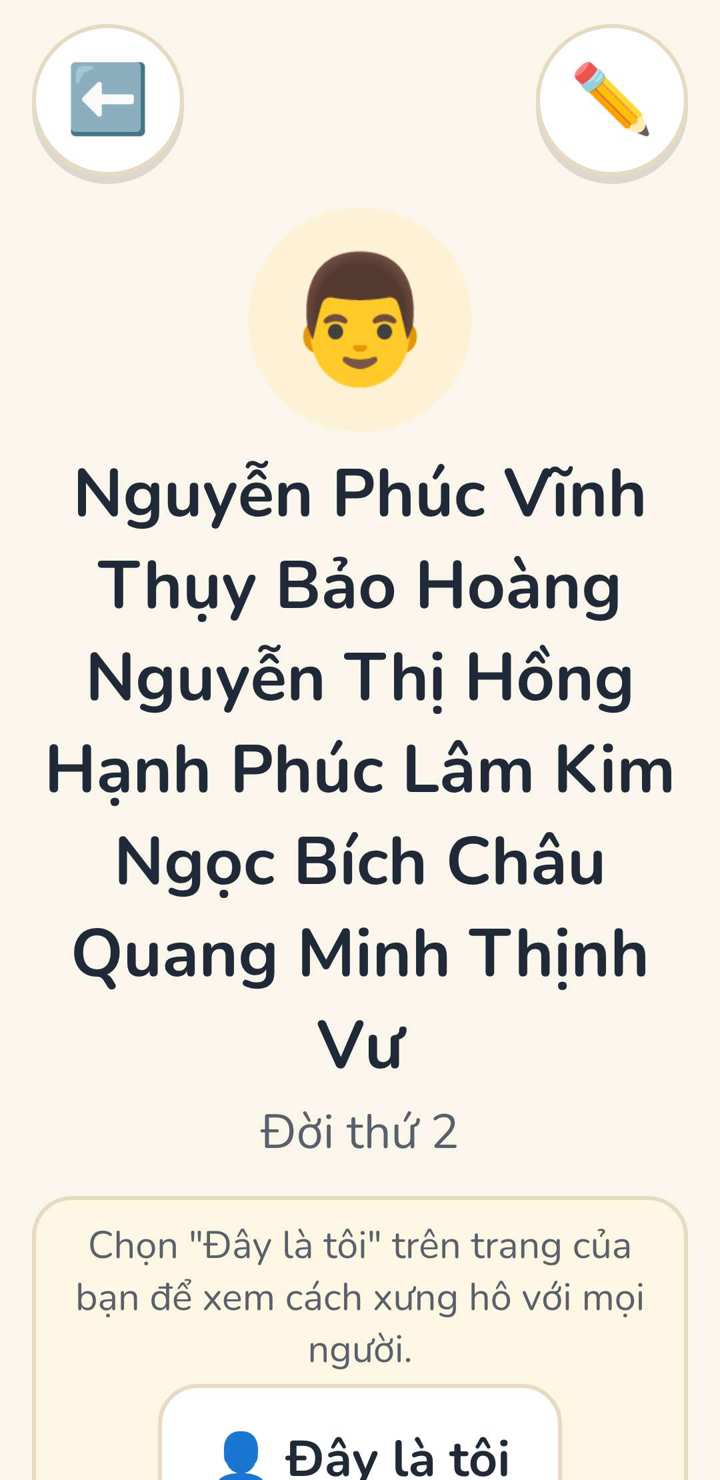 Nguyễn Phúc Vĩnh
Thụy Bảo Hoàng
Nguyễn Thị Hồng
Hạnh Phúc Lâm Kim
Ngọc Bích Châu
Quang Minh Thịnh
Vư
Đời thứ 2
Chọn "Đây là tôi" trên trang của
bạn để xem cách xưng hô với mọi
người.
Đây là tôi